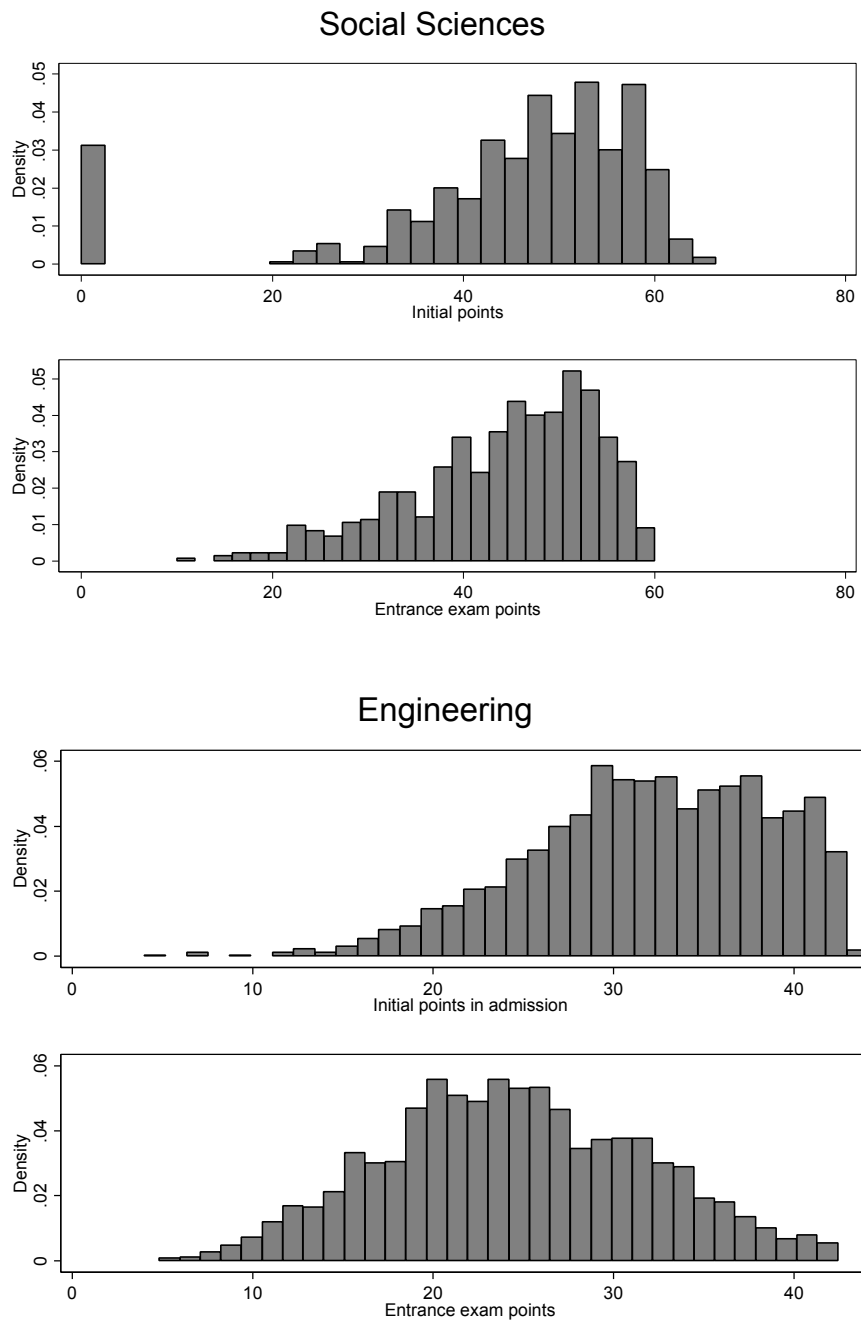 Social Sciences
Density
0 .01 .02 .03 .04 .05
0 20 40 60 80
Initial points
Density
0 .01 .02 .03 .04 .05
0 20 40 60 80
Entrance exam points
Engineering
Density
0 .02 .04 .06
0 10 20 30 40
Initial points in admission
Density
0 .02 .04 .06
0 10 20 30 40
Entrance exam points